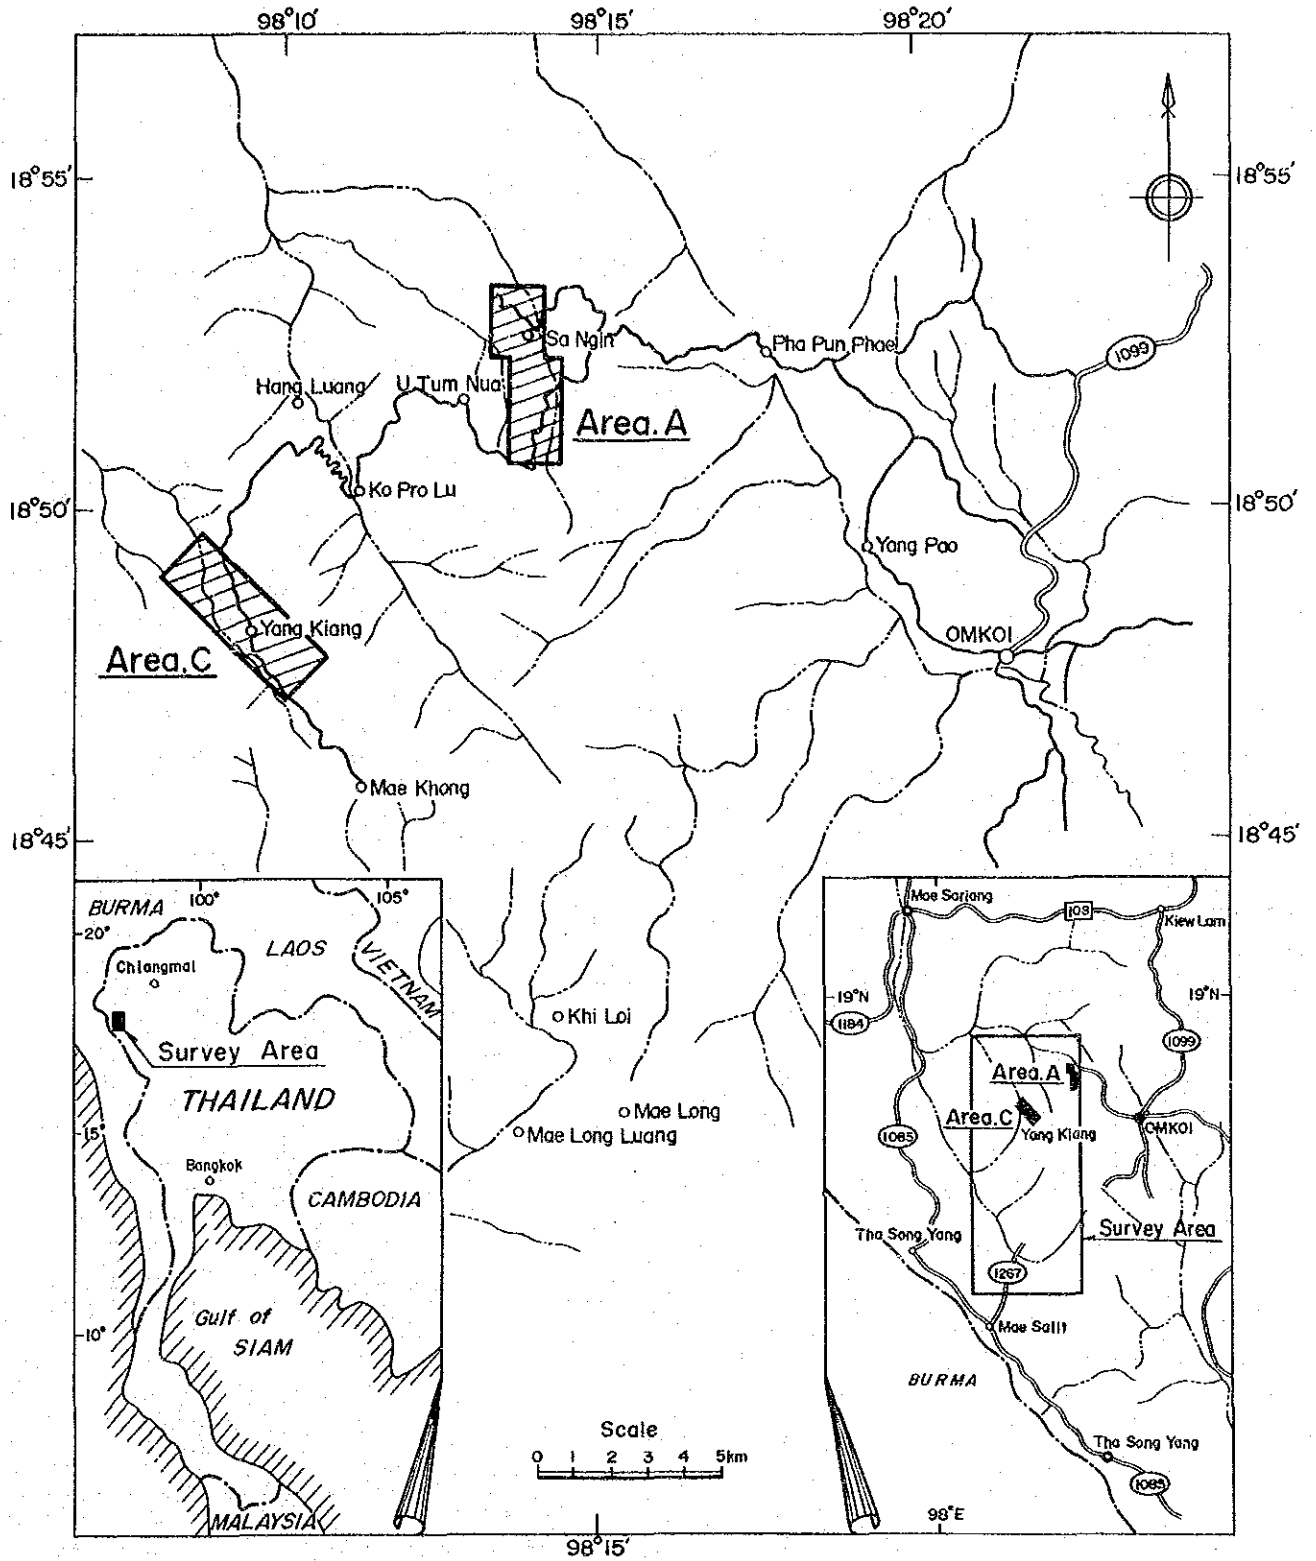 98°10′
98°15′
98°20′
18°55′
18°55′
1099
Sa Ngin
Pha Pun Phae
Hang Luang
U Tum Nua
Area.A
Ko Pro Lu
18°50′
18°50′
Yang Pao
Yang Kiang
OMKOI
Area.C
Mae Khong
18°45′
18°45′
Khi Loi
Mae Long
Mae Long Luang
100°
105°
BURMA
20°
LAOS
VIETNAM
Chiangmai
Survey Area
THAILAND
15°
Bangkok
CAMBODIA
Gulf of
SIAM
10°
MALAYSIA
Mae Sariang
109
Kiew Lam
19°N
19°N
1184
1099
Area.A
Area.C
Yang Kiang
OMKOI
1085
Tha Song Yang
Survey Area
1267
Mae Salit
BURMA
Tha Song Yang
1085
98°E
Scale
0 1 2 3 4 5km
98°15′